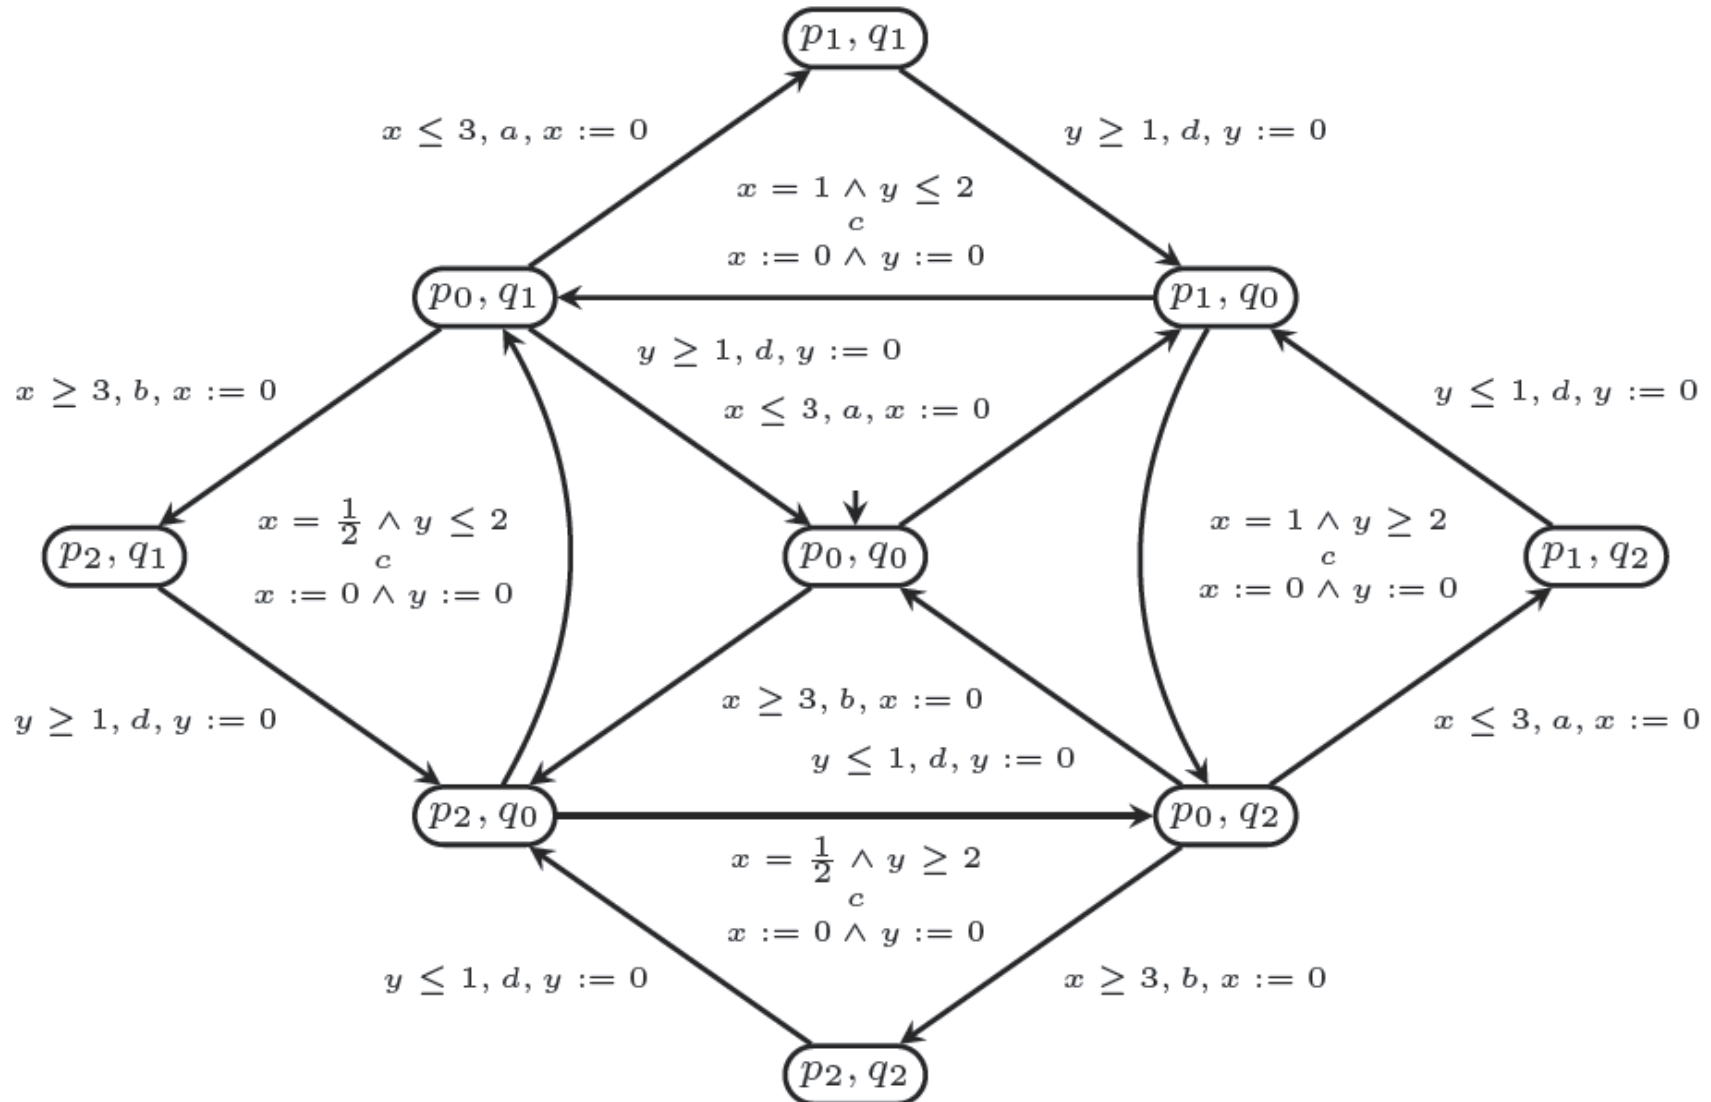 p₁, q₁
x ≤ 3, a, x := 0
y ≥ 1, d, y := 0
x = 1 ∧ y ≤ 2
c
x := 0 ∧ y := 0
p₀, q₁
p₁, q₀
y ≥ 1, d, y := 0
x ≥ 3, b, x := 0
y ≤ 1, d, y := 0
x ≤ 3, a, x := 0
x = 1/2 ∧ y ≤ 2
c
x := 0 ∧ y := 0
x = 1 ∧ y ≥ 2
c
x := 0 ∧ y := 0
p₂, q₁
p₀, q₀
p₁, q₂
x ≥ 3, b, x := 0
y ≥ 1, d, y := 0
x ≤ 3, a, x := 0
y ≤ 1, d, y := 0
p₂, q₀
p₀, q₂
x = 1/2 ∧ y ≥ 2
c
x := 0 ∧ y := 0
y ≤ 1, d, y := 0
x ≥ 3, b, x := 0
p₂, q₂